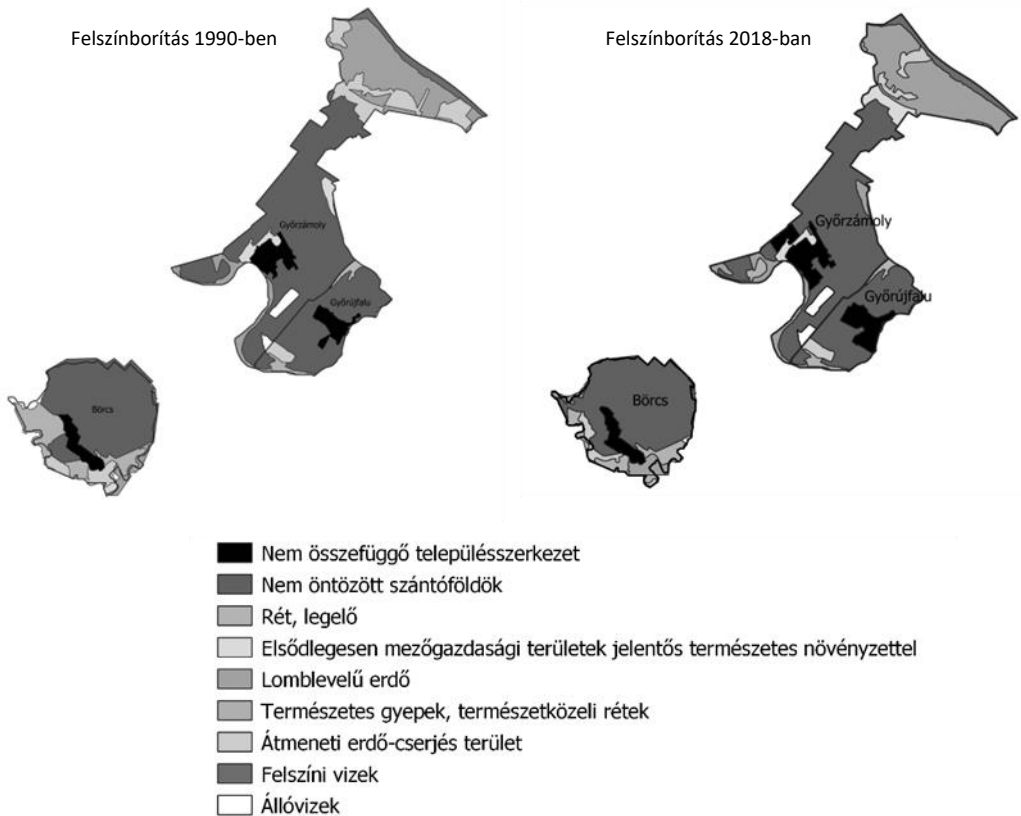 Felszínborítás 1990-ben
Felszínborítás 2018-ban
Győrzámoly
Győrújfalu
Börcs
Győrzámoly
Győrújfalu
Börcs
Nem összefüggő településszerkezet
Nem öntözött szántóföldök
Rét, legelő
Elsődlegesen mezőgazdasági területek jelentős természetes növényzettel
Lomblevelű erdő
Természetes gyepek, természetközeli rétek
Átmeneti erdő-cserjés terület
Felszíni vizek
Állóvizek